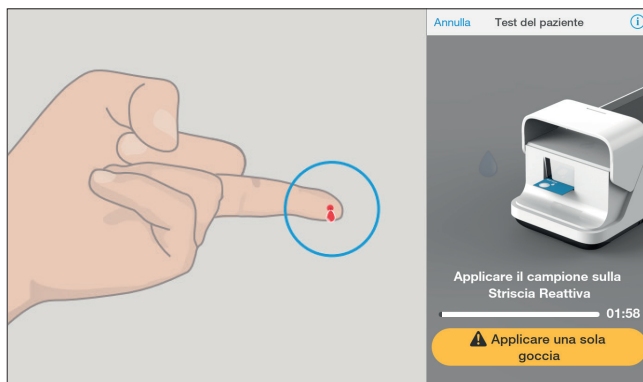 Annulla Test del paziente
Applicare il campione sulla
Striscia Reattiva
01:58
Applicare una sola
goccia